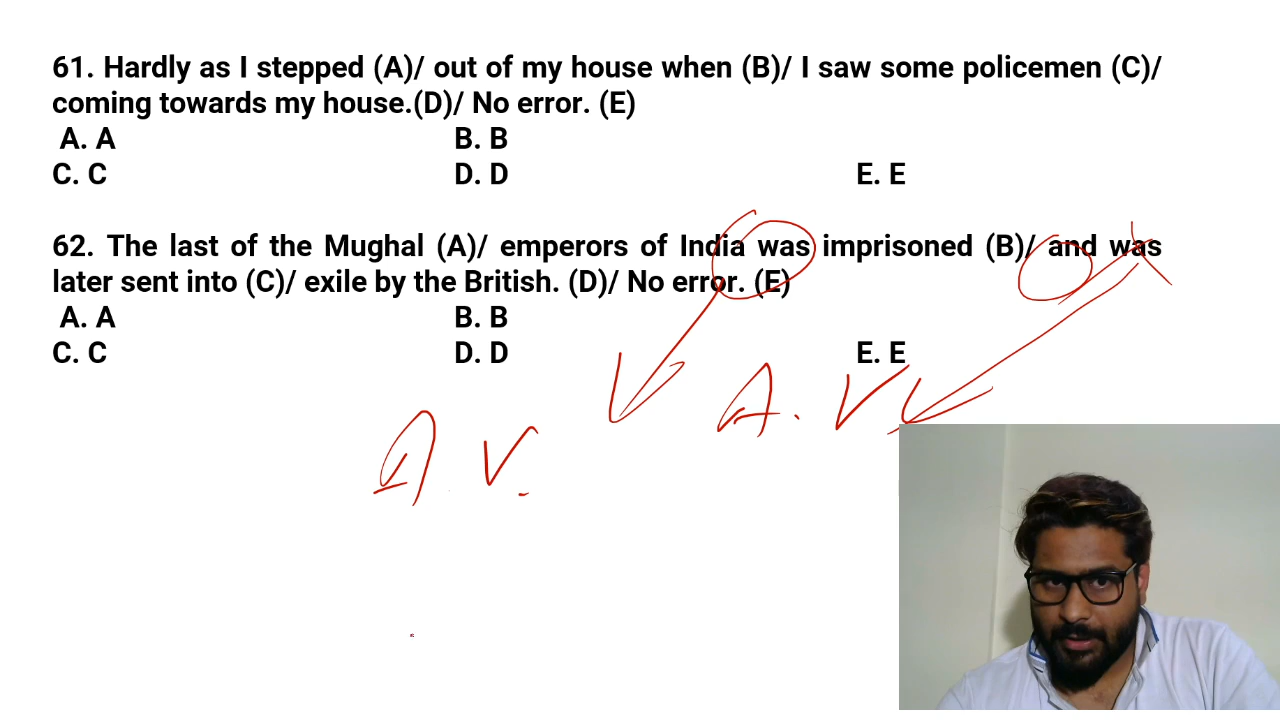 61. Hardly as I stepped (A)/ out of my house when (B)/ I saw some policemen (C)/
coming towards my house.(D)/ No error. (E)
A. A B. B
C. C D. D E. E
62. The last of the Mughal (A)/ emperors of India was imprisoned (B)/ and was
later sent into (C)/ exile by the British. (D)/ No error. (E)
A. A B. B
C. C D. D E. E
A. V
A. V.